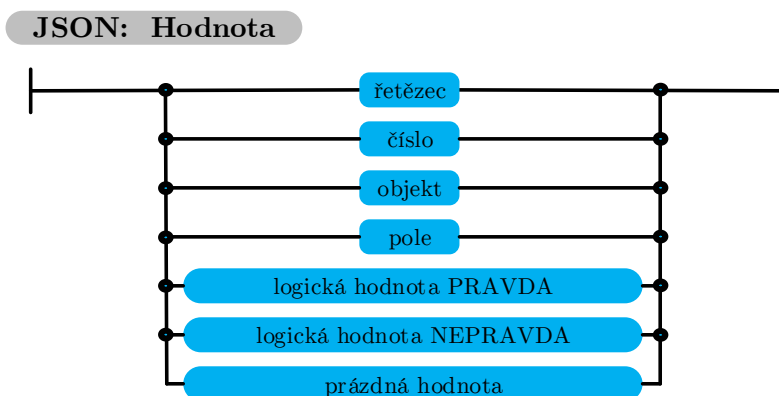 JSON: Hodnota
řetězec
číslo
objekt
pole
logická hodnota PRAVDA
logická hodnota NEPRAVDA
prázdná hodnota